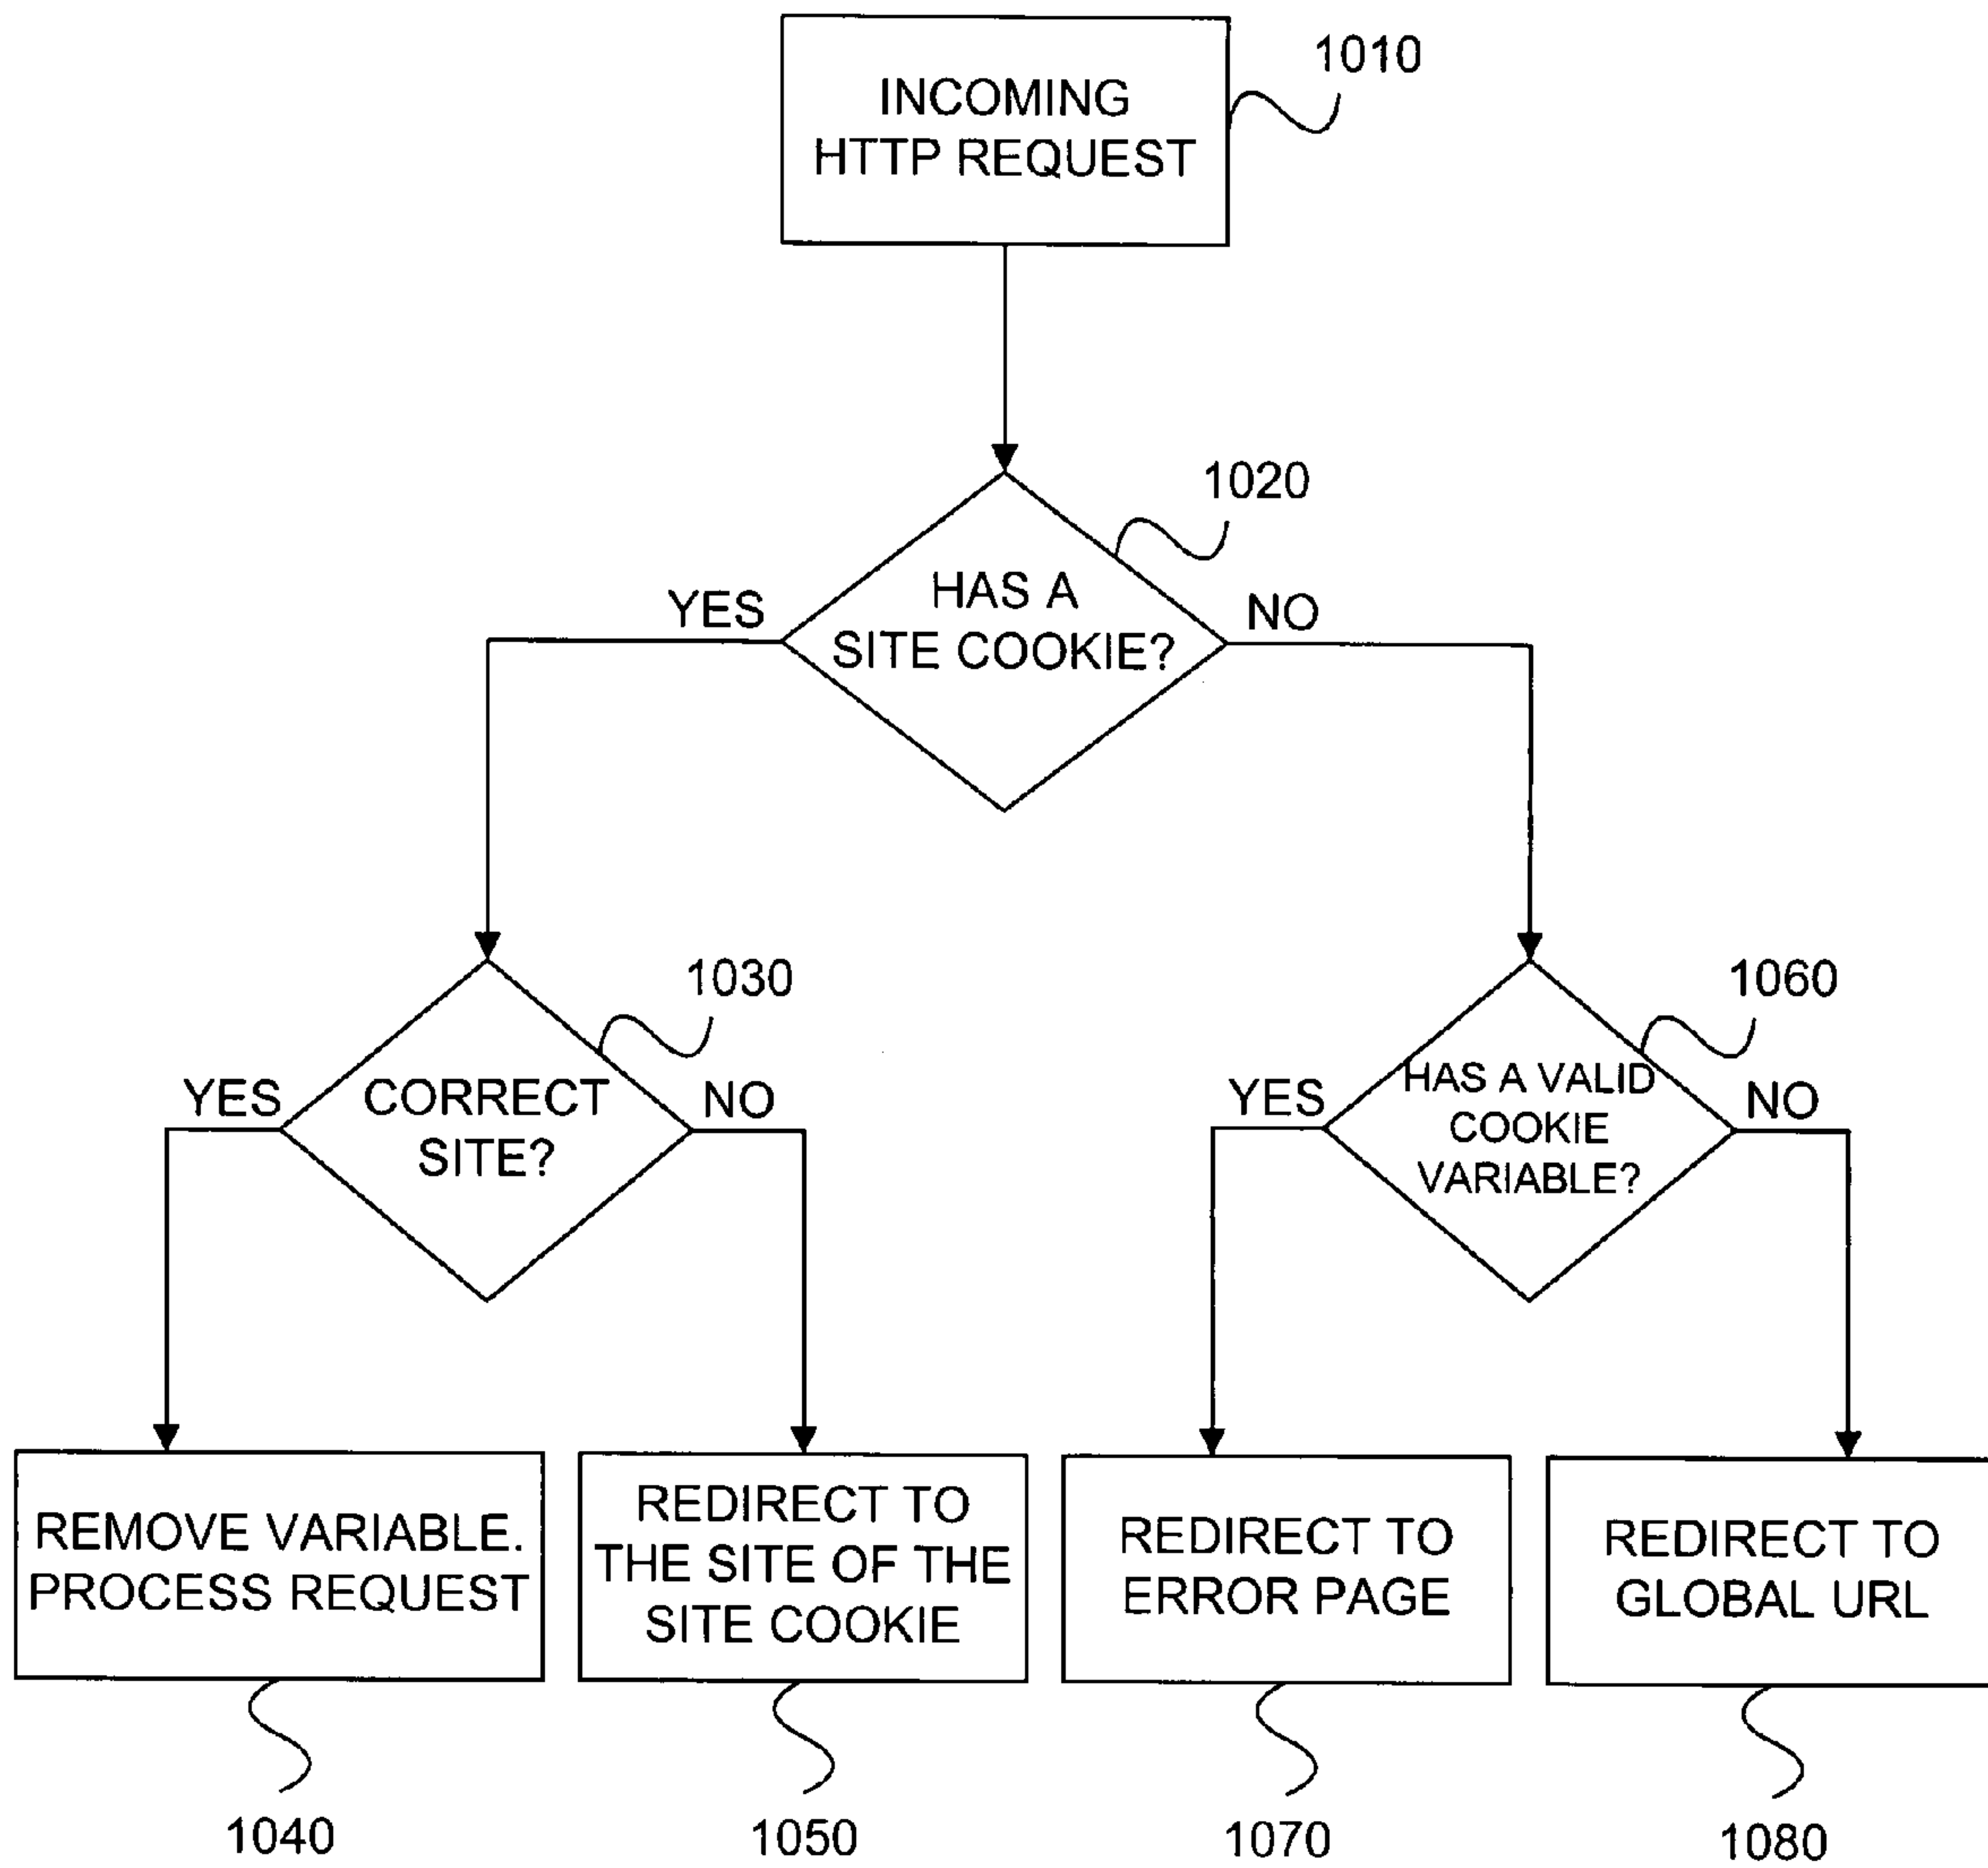 1010
INCOMING
HTTP REQUEST
1020
HAS A
SITE COOKIE?
YES
NO
1030
CORRECT
SITE?
YES
NO
1060
HAS A VALID
COOKIE
VARIABLE?
YES
NO
REMOVE VARIABLE.
PROCESS REQUEST
REDIRECT TO
THE SITE OF THE
SITE COOKIE
REDIRECT TO
ERROR PAGE
REDIRECT TO
GLOBAL URL
1040
1050
1070
1080